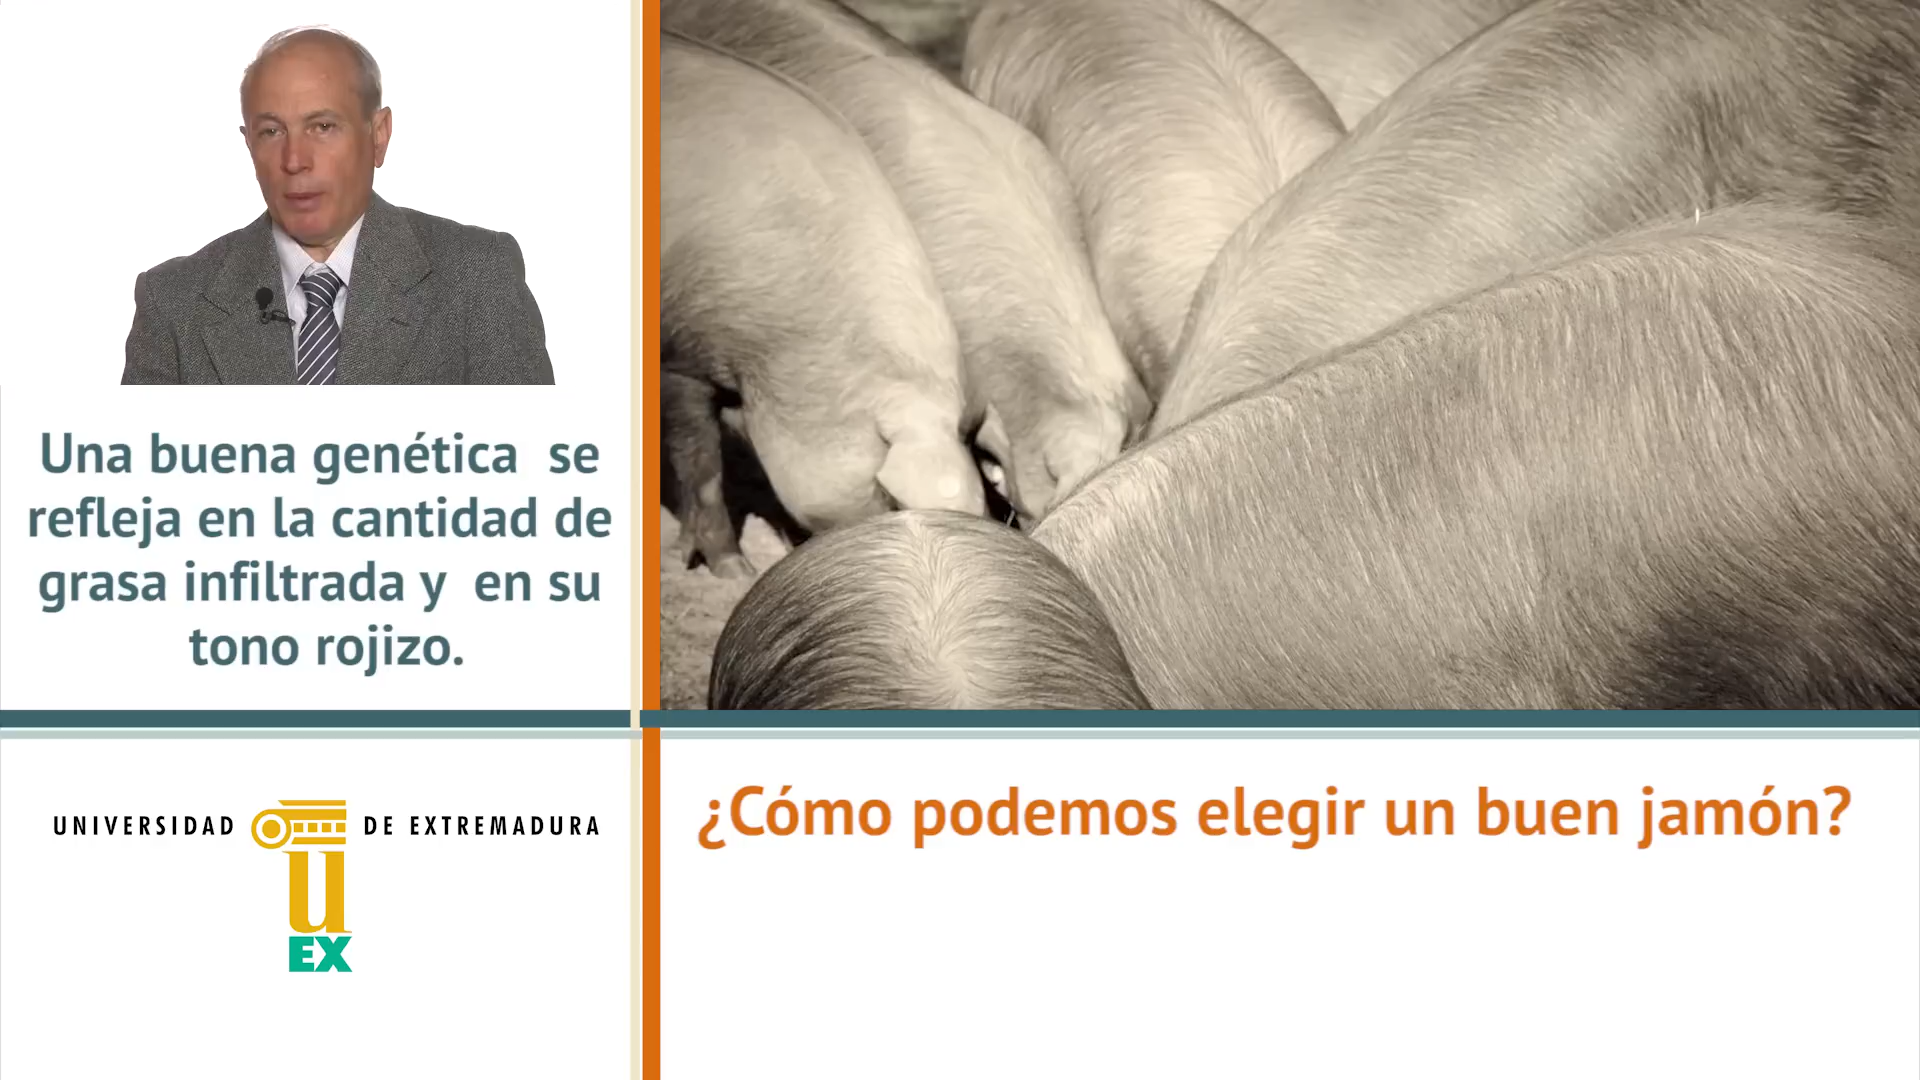 Una buena genética se
refleja en la cantidad de
grasa infiltrada y en su
tono rojizo.
UNIVERSIDAD DE EXTREMADURA
u
EX
¿Cómo podemos elegir un buen jamón?